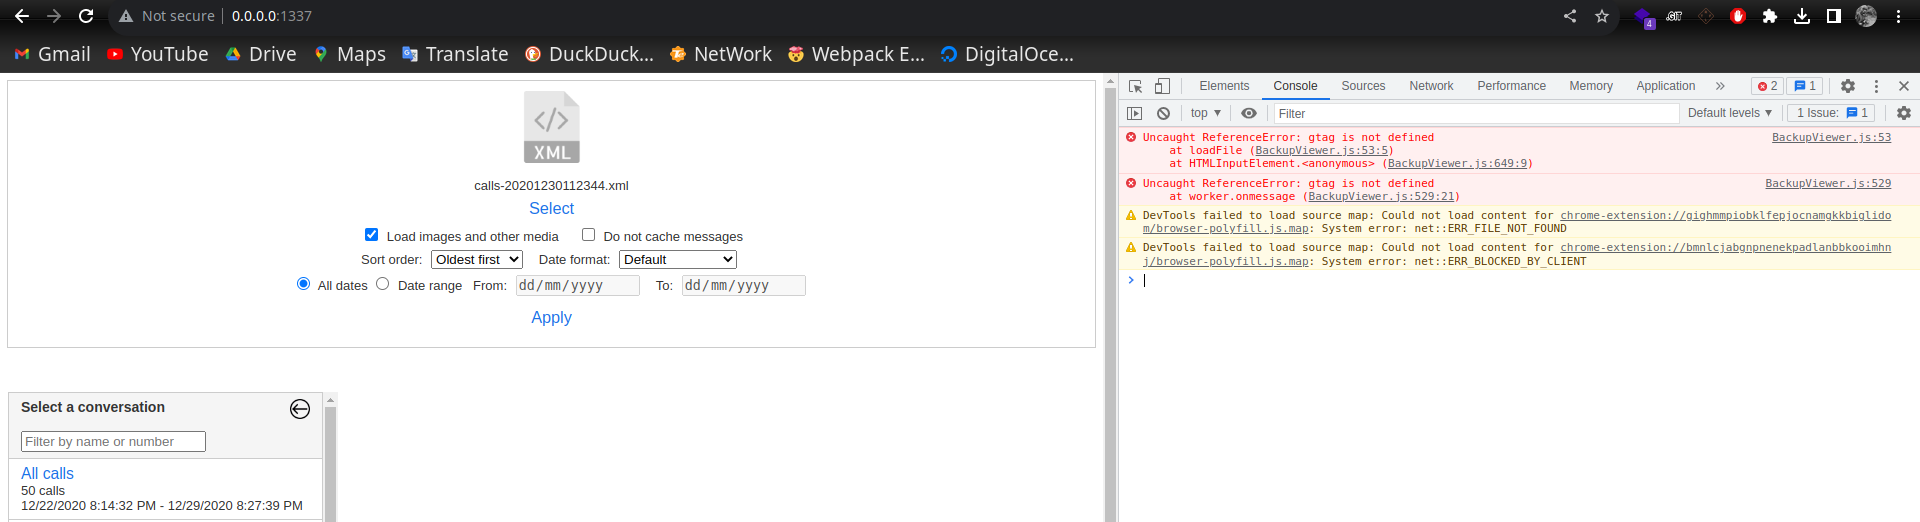 Not secure | 0.0.0.0:1337
4
.GIT
Gmail YouTube Drive Maps Translate DuckDuck... NetWork Webpack E... DigitalOce...
</>
XML
calls-20201230112344.xml
Select
Load images and other media Do not cache messages
Sort order: Oldest first Date format: Default
All dates Date range From: dd/mm/yyyy To: dd/mm/yyyy
Apply
Select a conversation
Filter by name or number
All calls
50 calls
12/22/2020 8:14:32 PM - 12/29/2020 8:27:39 PM
Elements Console Sources Network Performance Memory Application » 2 1
top ▼ Filter Default levels ▼ 1 Issue: 1
Uncaught ReferenceError: gtag is not defined BackupViewer.js:53
at loadFile (BackupViewer.js:53:5)
at HTMLInputElement.<anonymous> (BackupViewer.js:649:9)
Uncaught ReferenceError: gtag is not defined BackupViewer.js:529
at worker.onmessage (BackupViewer.js:529:21)
DevTools failed to load source map: Could not load content for chrome-extension://gighmmpiobklfepjocnamgkkbiglido
m/browser-polyfill.js.map: System error: net::ERR_FILE_NOT_FOUND
DevTools failed to load source map: Could not load content for chrome-extension://bmnlcjabgnpnenekpadlanbbkooimhn
j/browser-polyfill.js.map: System error: net::ERR_BLOCKED_BY_CLIENT